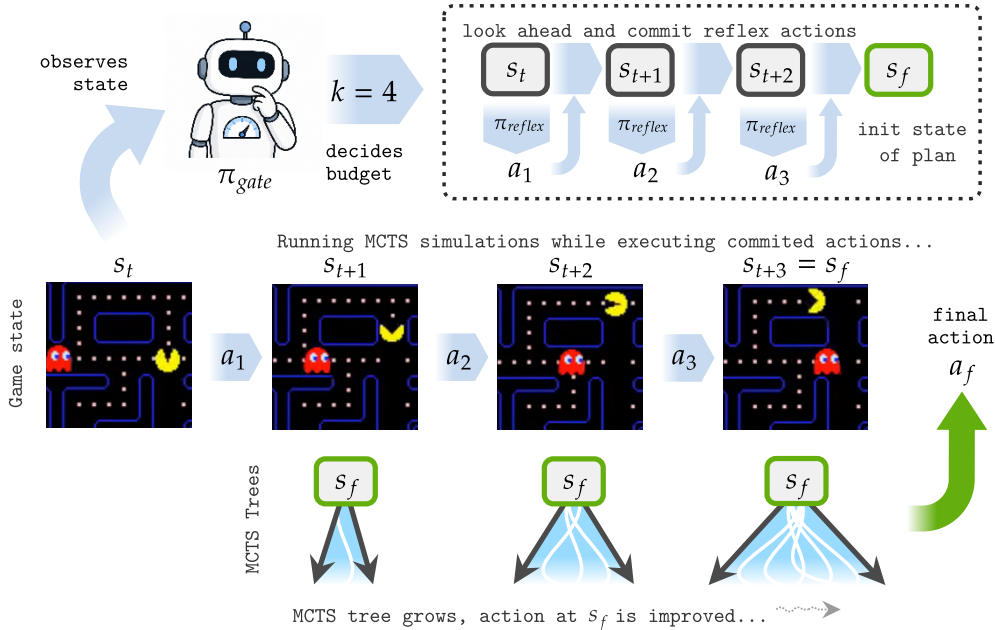 observes
state
π_gate
k = 4
decides
budget
look ahead and commit reflex actions
s_t s_{t+1} s_{t+2} s_f
π_reflex π_reflex π_reflex
a_1 a_2 a_3
init state
of plan
Running MCTS simulations while executing commited actions...
s_t s_{t+1} s_{t+2} s_{t+3} = s_f
Game state
a_1 a_2 a_3
final
action
a_f
MCTS Trees
s_f s_f s_f
MCTS tree grows, action at s_f is improved...